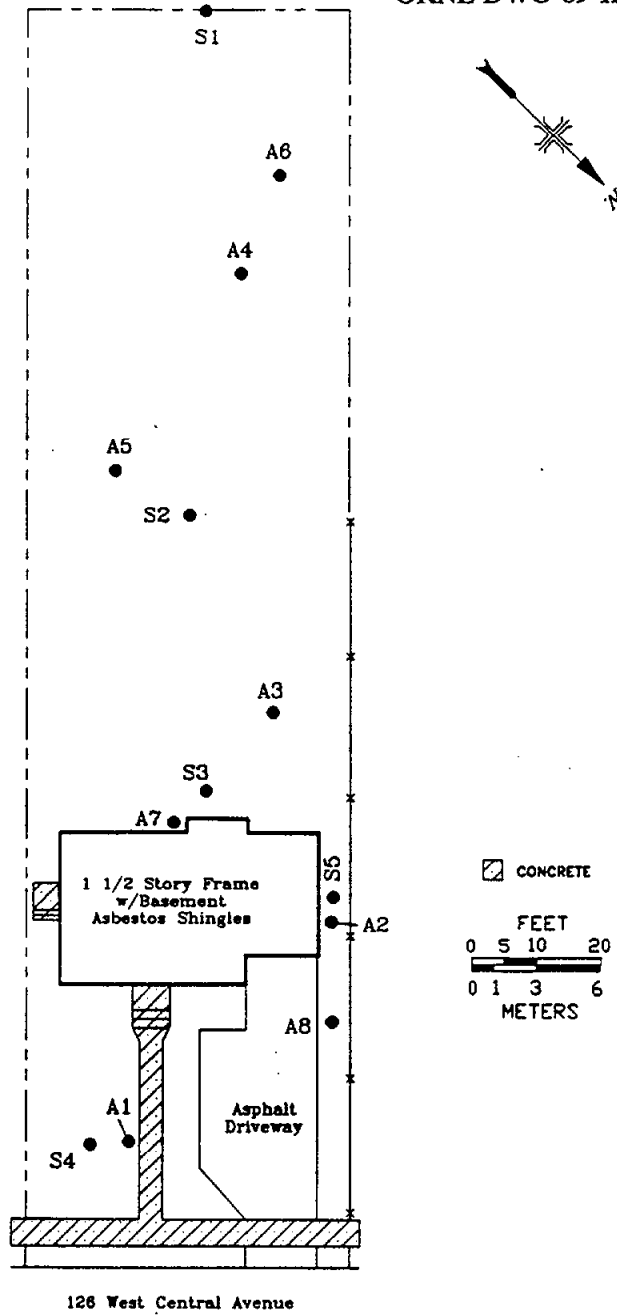 S1
A6
N
A4
A5
S2
A3
S3
A7
1 1/2 Story Frame
w/Basement
Asbestos Shingles
S5
A2
CONCRETE
FEET
0 5 10 20
0 1 3 6
METERS
A8
A1
S4
Asphalt
Driveway
126 West Central Avenue